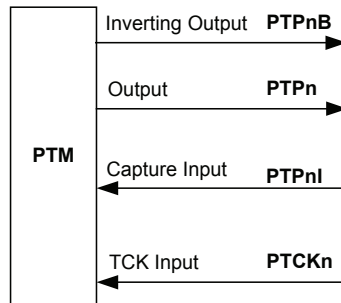 Inverting Output PTPnB
Output PTPn
PTM
Capture Input PTPnI
TCK Input PTCKn